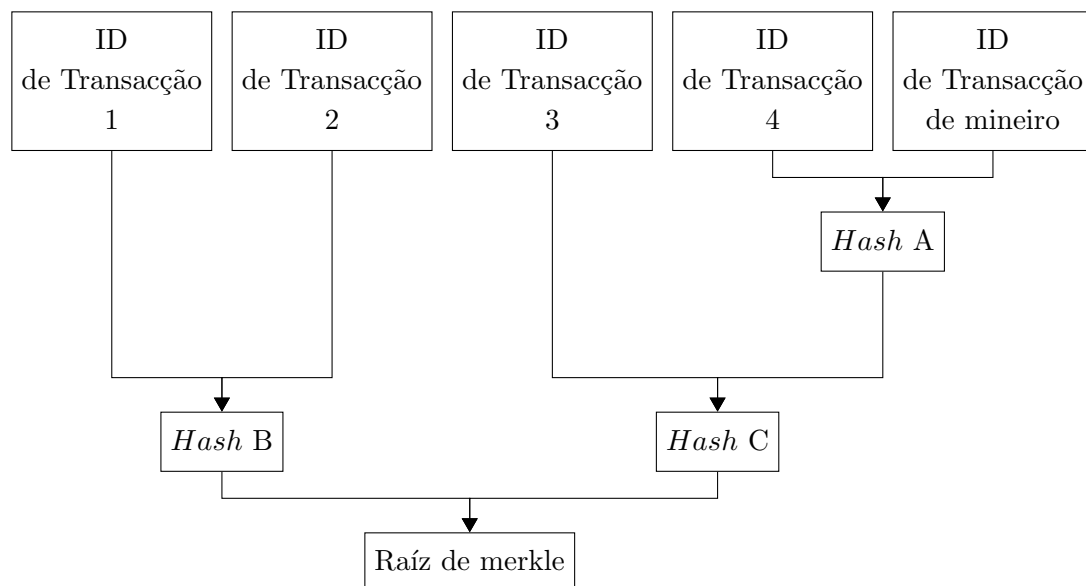 ID
de Transacção
1
ID
de Transacção
2
ID
de Transacção
3
ID
de Transacção
4
ID
de Transacção
de mineiro
Hash A
Hash B
Hash C
Raíz de merkle